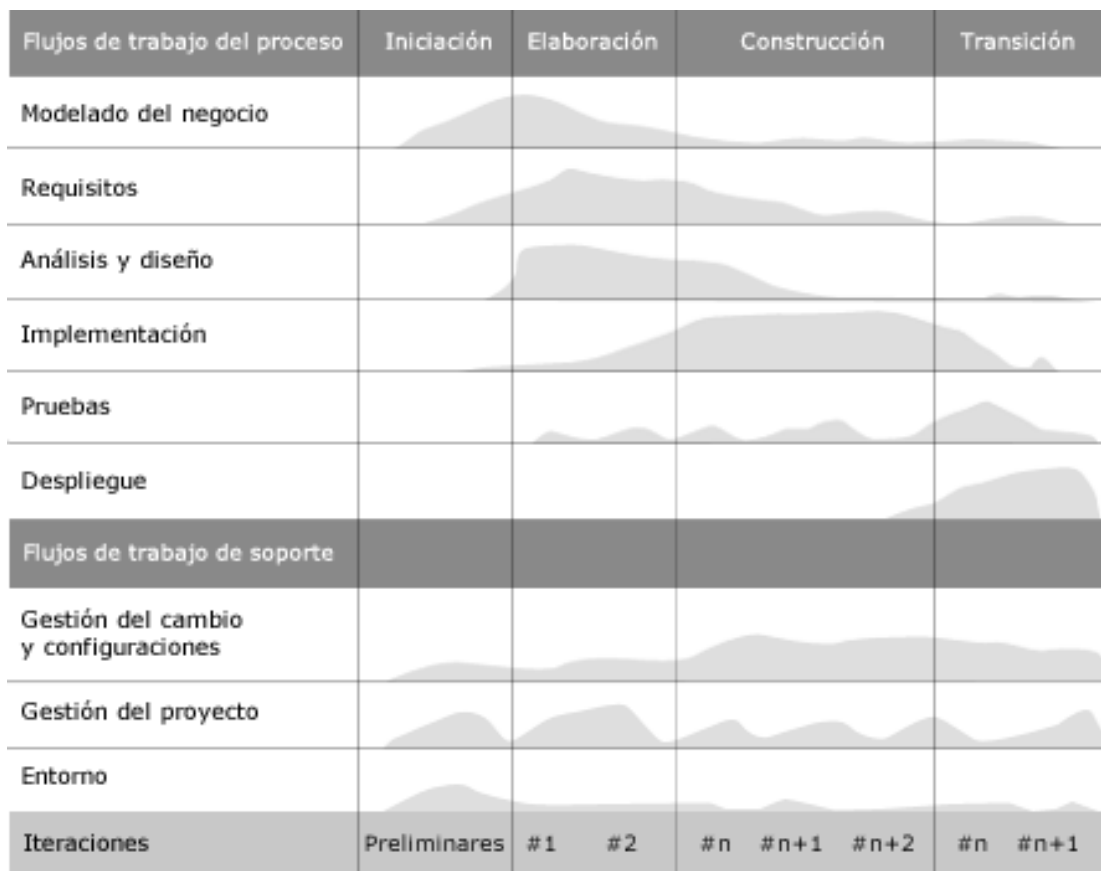 Flujos de trabajo del proceso Iniciación Elaboración Construcción Transición
Modelado del negocio
Requisitos
Análisis y diseño
Implementación
Pruebas
Despliegue
Flujos de trabajo de soporte
Gestión del cambio
y configuraciones
Gestión del proyecto
Entorno
Iteraciones Preliminares #1 #2 #n #n+1 #n+2 #n #n+1